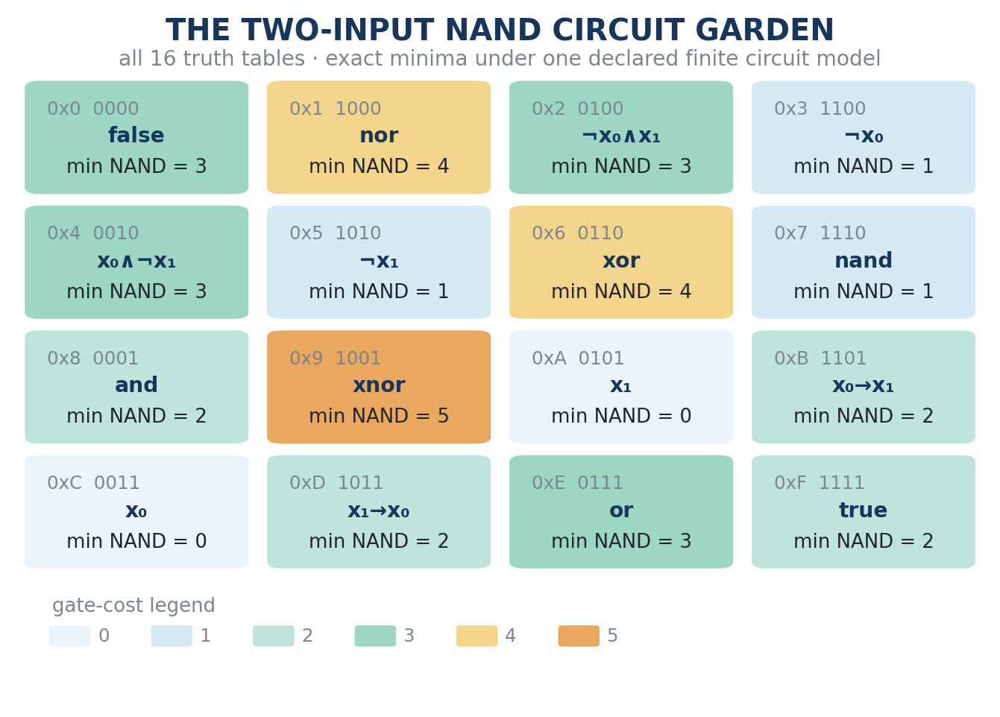 THE TWO-INPUT NAND CIRCUIT GARDEN
all 16 truth tables · exact minima under one declared finite circuit model
0x0  0000
false
min NAND = 3
0x1  1000
nor
min NAND = 4
0x2  0100
¬x₀∧x₁
min NAND = 3
0x3  1100
¬x₀
min NAND = 1
0x4  0010
x₀∧¬x₁
min NAND = 3
0x5  1010
¬x₁
min NAND = 1
0x6  0110
xor
min NAND = 4
0x7  1110
nand
min NAND = 1
0x8  0001
and
min NAND = 2
0x9  1001
xnor
min NAND = 5
0xA  0101
x₁
min NAND = 0
0xB  1101
x₀→x₁
min NAND = 2
0xC  0011
x₀
min NAND = 0
0xD  1011
x₁→x₀
min NAND = 2
0xE  0111
or
min NAND = 3
0xF  1111
true
min NAND = 2
gate-cost legend
0 1 2 3 4 5